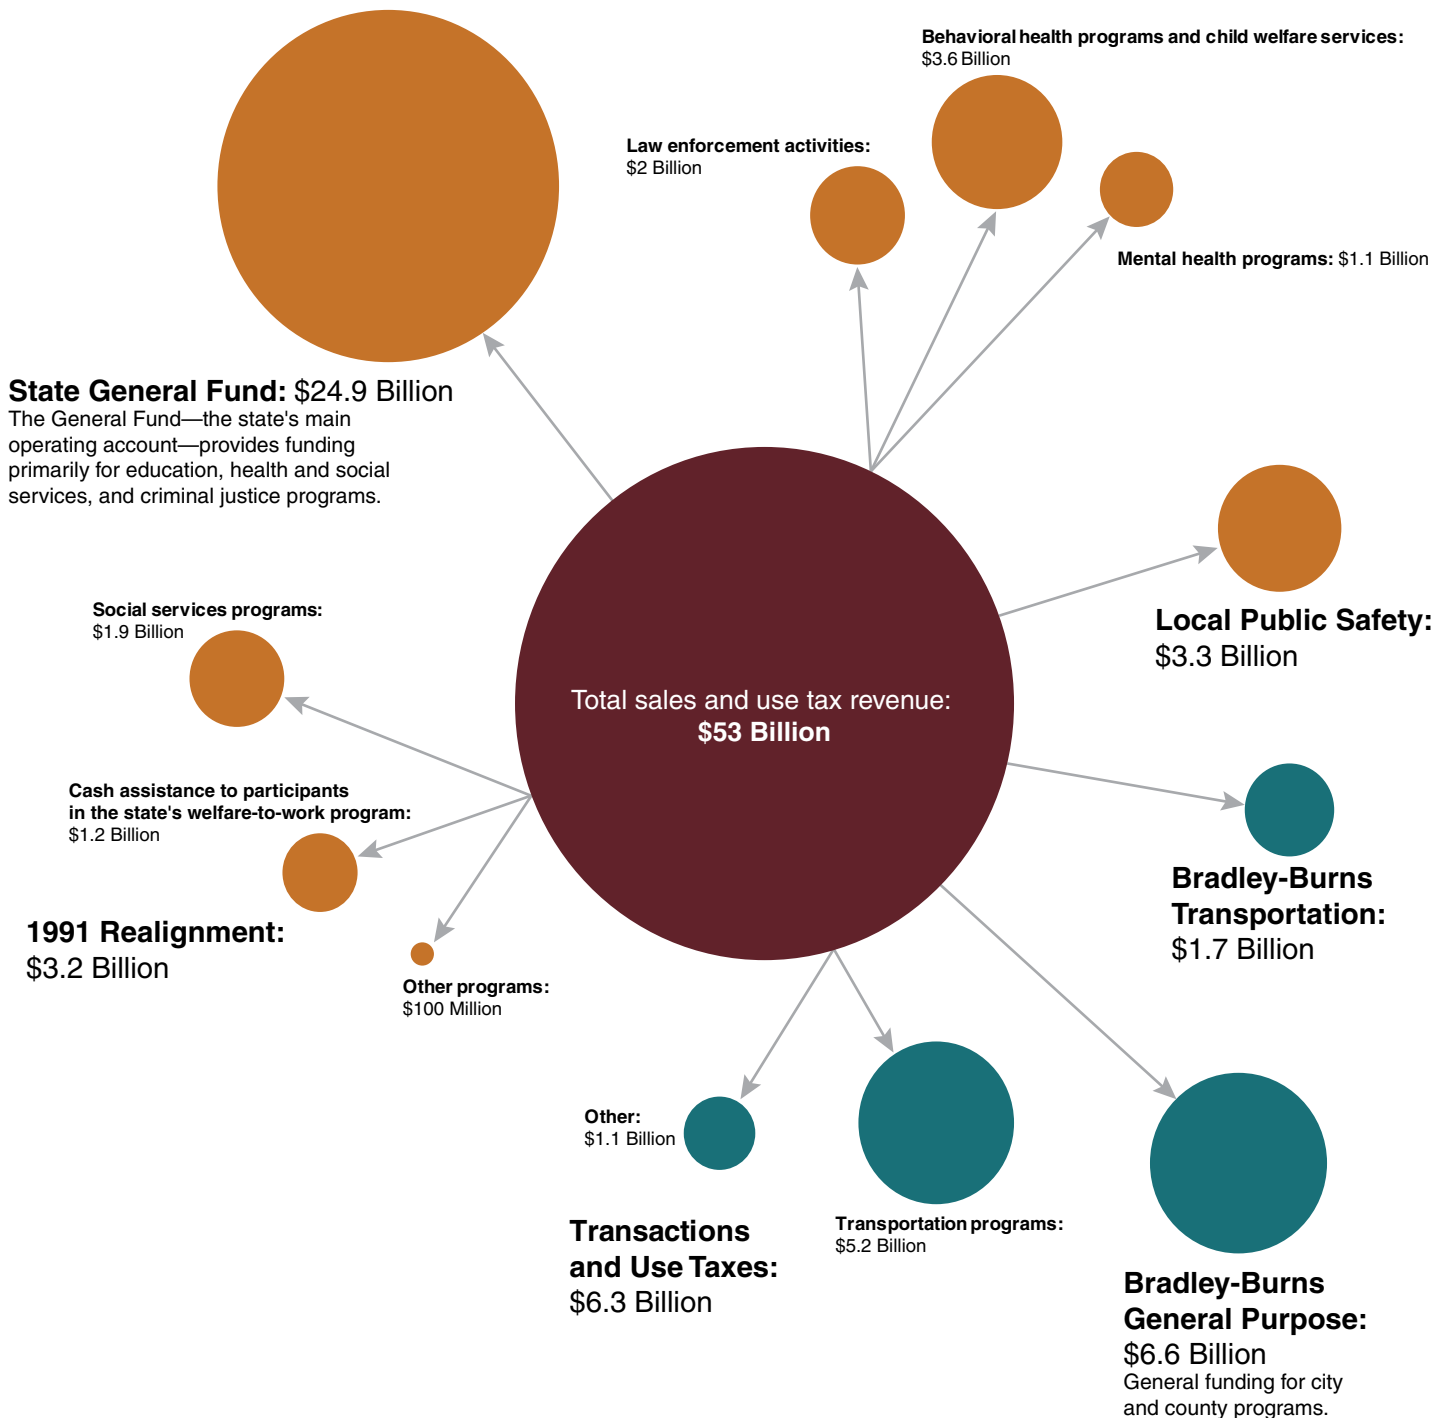 Behavioral health programs and child welfare services:
$3.6 Billion
Law enforcement activities:
$2 Billion
Mental health programs: $1.1 Billion
State General Fund: $24.9 Billion
The General Fund—the state's main
operating account—provides funding
primarily for education, health and social
services, and criminal justice programs.
Local Public Safety:
$3.3 Billion
Social services programs:
$1.9 Billion
Total sales and use tax revenue:
$53 Billion
Cash assistance to participants
in the state's welfare-to-work program:
$1.2 Billion
Bradley-Burns
Transportation:
$1.7 Billion
1991 Realignment:
$3.2 Billion
Other programs:
$100 Million
Other:
$1.1 Billion
Transportation programs:
$5.2 Billion
Transactions
and Use Taxes:
$6.3 Billion
Bradley-Burns
General Purpose:
$6.6 Billion
General funding for city
and county programs.